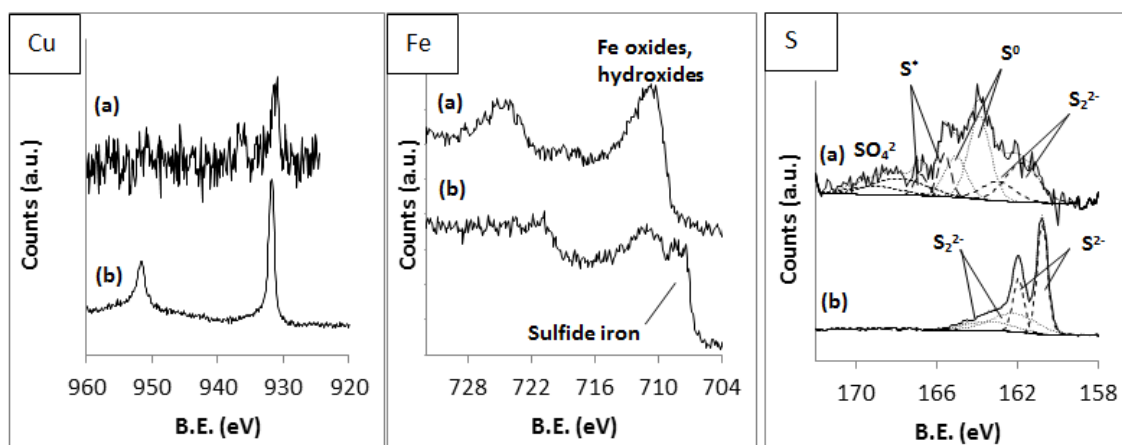 Cu
(a)
(b)
Counts (a.u.)
960 950 940 930 920
B.E. (eV)
Fe
Fe oxides,
hydroxides
(a)
(b)
Sulfide iron
Counts (a.u.)
728 722 716 710 704
B.E. (eV)
S
S*
S⁰
S₂²⁻
(a) SO₄²
S₂²⁻
S²⁻
(b)
Counts (a.u.)
170 166 162 158
B.E. (eV)